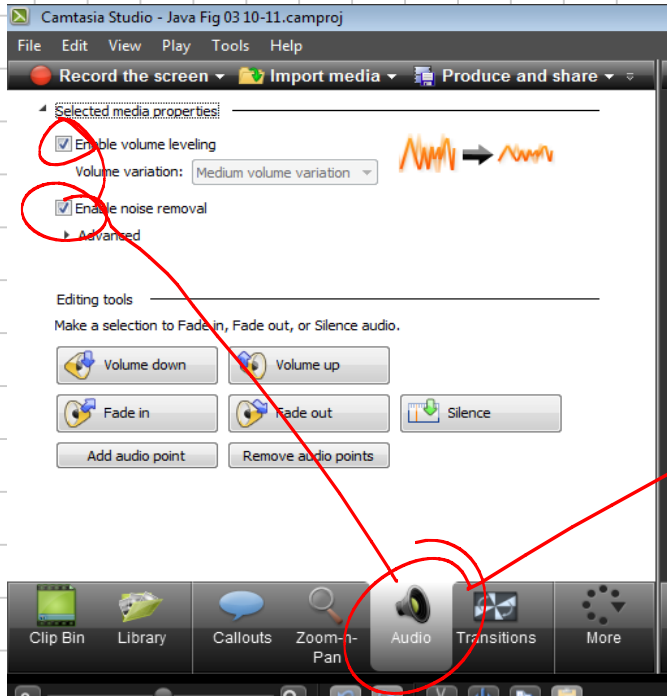 Camtasia Studio - Java Fig 03 10-11.camproj
File Edit View Play Tools Help
Record the screen Import media Produce and share
Selected media properties
Enable volume leveling
Volume variation: Medium volume variation
Enable noise removal
Advanced
Editing tools
Make a selection to Fade in, Fade out, or Silence audio.
Volume down Volume up
Fade in Fade out Silence
Add audio point Remove audio points
Clip Bin Library Callouts Zoom-n- Audio Transitions More
Pan